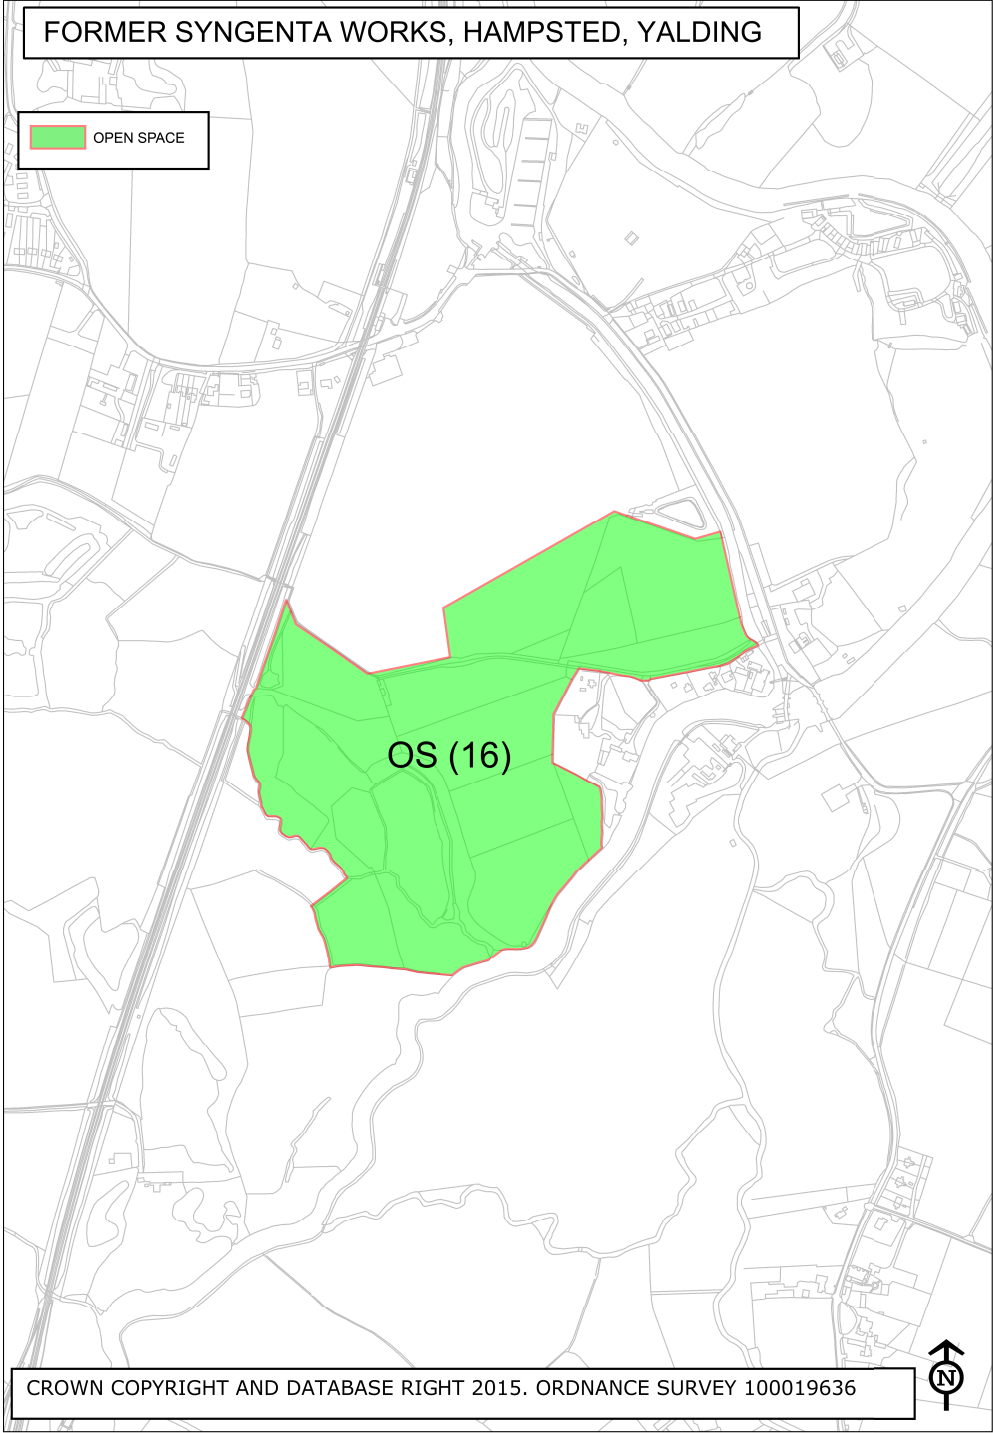 FORMER SYNGENTA WORKS, HAMPSTED, YALDING
OPEN SPACE
OS (16)
N
CROWN COPYRIGHT AND DATABASE RIGHT 2015. ORDNANCE SURVEY 100019636